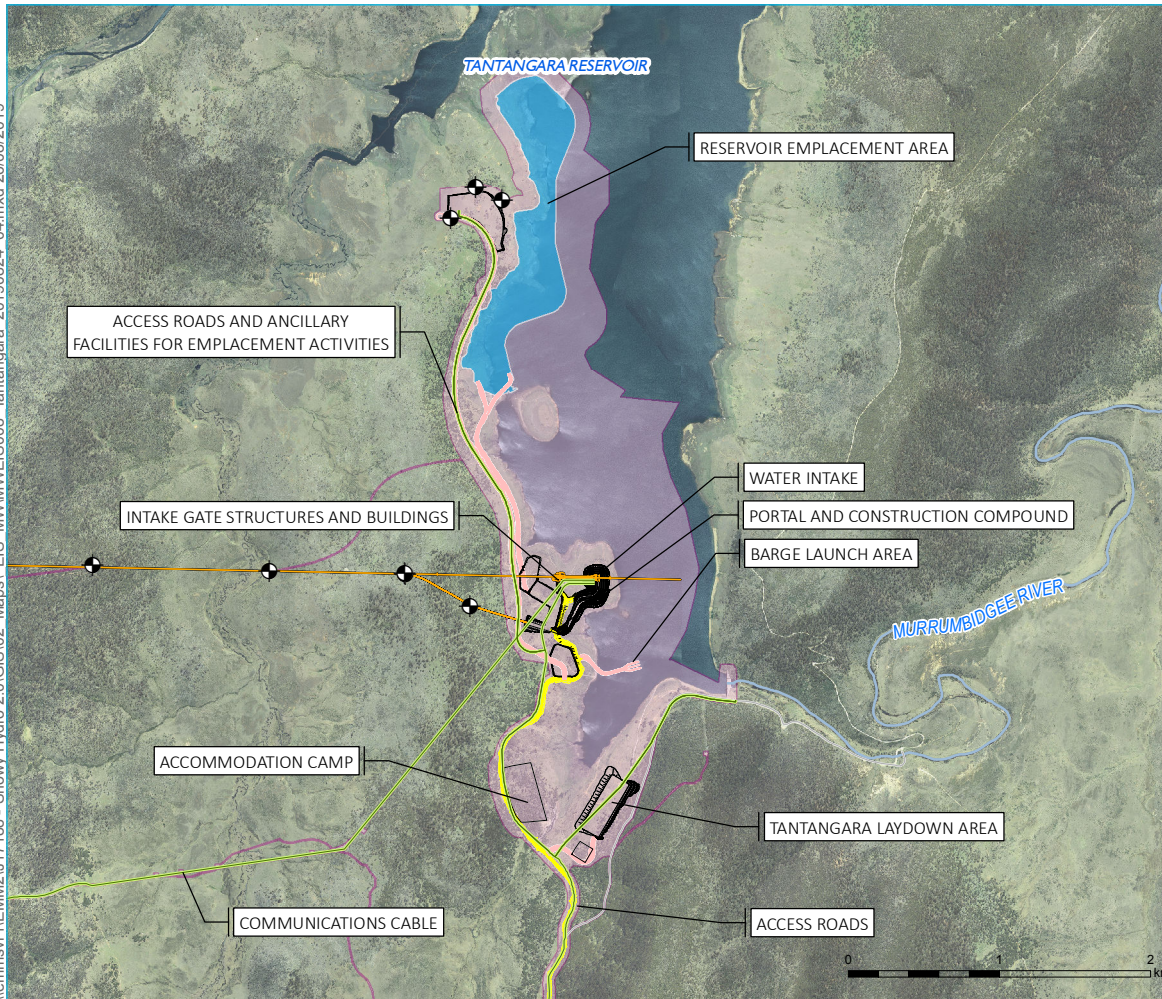 TANTANGARA RESERVOIR
RESERVOIR EMPLACEMENT AREA
ACCESS ROADS AND ANCILLARY
FACILITIES FOR EMPLACEMENT ACTIVITIES
WATER INTAKE
INTAKE GATE STRUCTURES AND BUILDINGS
PORTAL AND CONSTRUCTION COMPOUND
BARGE LAUNCH AREA
MURRUMBIDGEE RIVER
ACCOMMODATION CAMP
TANTANGARA LAYDOWN AREA
COMMUNICATIONS CABLE
ACCESS ROADS
0 1 2